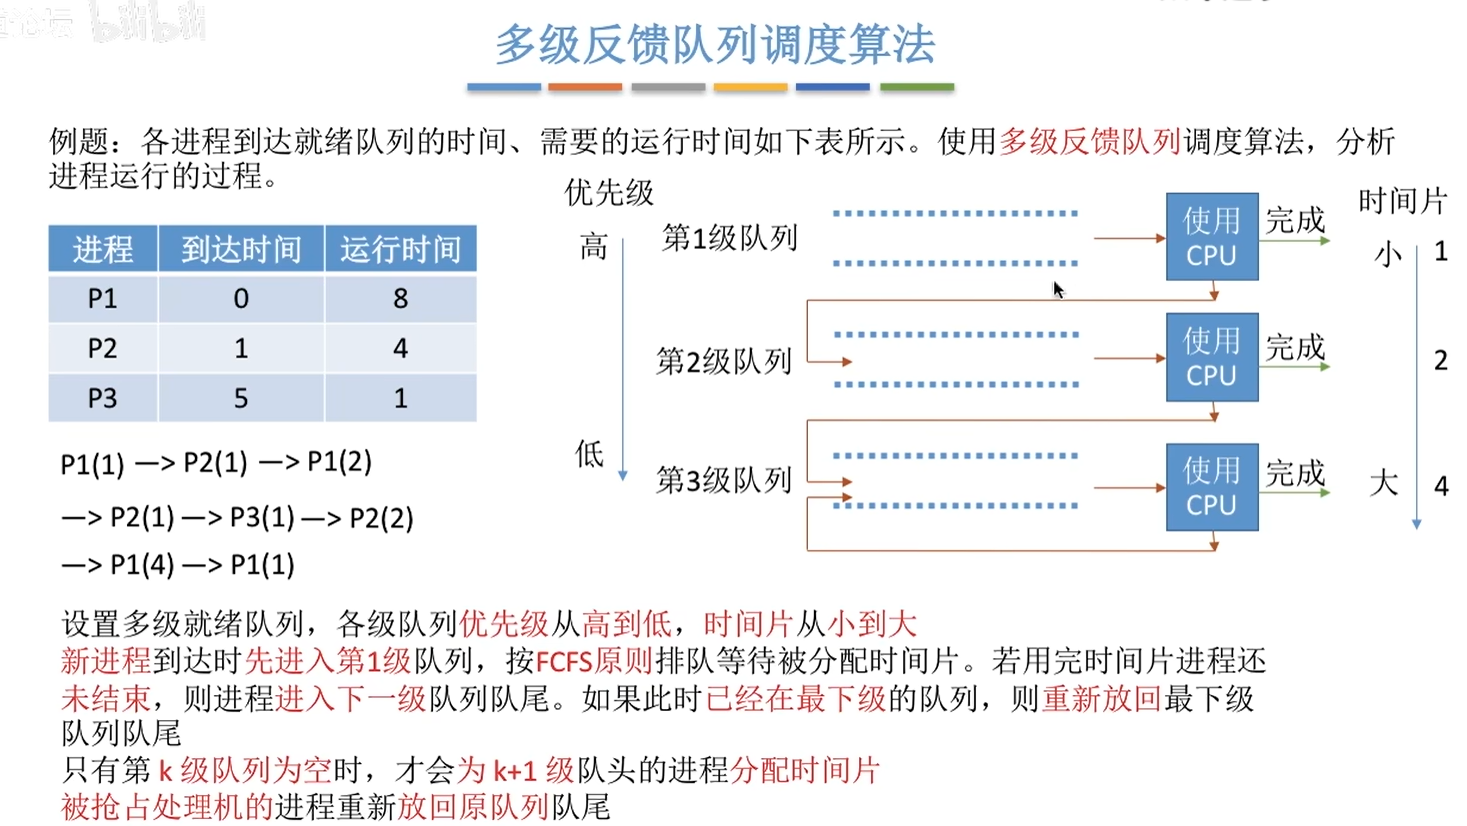 bilibili
多级反馈队列调度算法
例题：各进程到达就绪队列的时间、需要的运行时间如下表所示。使用多级反馈队列调度算法，分析
进程运行的过程。
进程 到达时间 运行时间
P1 0 8
P2 1 4
P3 5 1
P1(1) —> P2(1) —> P1(2)
—> P2(1) —> P3(1) —> P2(2)
—> P1(4) —> P1(1)
优先级
高
低
第1级队列
使用
CPU
完成
第2级队列
使用
CPU
完成
第3级队列
使用
CPU
完成
时间片
小 1
2
大 4
设置多级就绪队列，各级队列优先级从高到低，时间片从小到大
新进程到达时先进入第1级队列，按FCFS原则排队等待被分配时间片。若用完时间片进程还
未结束，则进程进入下一级队列队尾。如果此时已经在最下级的队列，则重新放回最下级
队列队尾
只有第 k 级队列为空时，才会为 k+1 级队头的进程分配时间片
被抢占处理机的进程重新放回原队列队尾